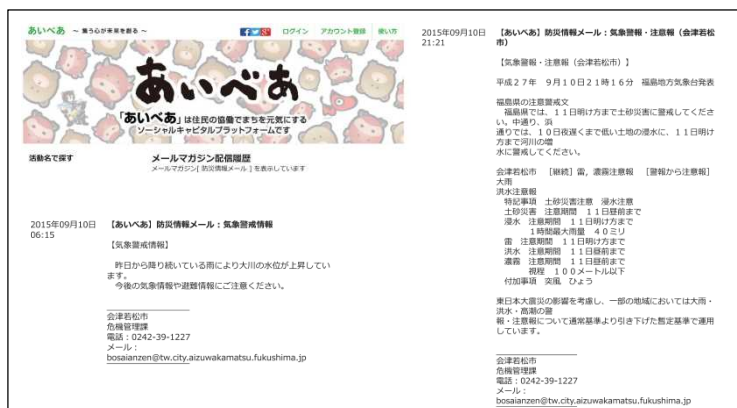 あいべあ ～ 集う心が未来を創る ～
ログイン アカウント登録 使い方
あいべあ
「あいべあ」は住民の協働でまちを元気にする
ソーシャルキャピタルプラットフォームです
活動名で探す
メールマガジン配信履歴
メールマガジン[ 防災情報メール ] を表示しています
2015年09月10日
06:15
【あいべあ】防災情報メール：気象警戒情報
【気象警戒情報】
昨日から降り続いている雨により大川の水位が上昇してい
ます。
今後の気象情報や避難情報にご注意ください。
会津若松市
危機管理課
電話：0242-39-1227
メール：
bosaianzen@tw.city.aizuwakamatsu.fukushima.jp
2015年09月10日
21:21
【あいべあ】防災情報メール：気象警報・注意報（会津若松
市）
【気象警報・注意報（会津若松市）】
平成２７年　９月１０日２１時１６分　福島地方気象台発表
福島県の注意警戒文
福島県では、１１日明け方まで土砂災害に警戒してくださ
い。中通り、浜
通りでは、１０日夜遅くまで低い土地の浸水に、１１日明け
方まで河川の増
水に警戒してください。
会津若松市　［継続］雷，濃霧注意報　［警報から注意報］
大雨
洪水注意報
特記事項　土砂災害注意　浸水注意
土砂災害　注意期間　１１日昼前まで
浸水　注意期間　１１日明け方まで
１時間最大雨量　４０ミリ
雷　注意期間　１１日明け方まで
洪水　注意期間　１１日昼前まで
濃霧　注意期間　１１日昼前まで
視程　１００メートル以下
付加事項　突風　ひょう
東日本大震災の影響を考慮し、一部の地域においては大雨・
洪水・高潮の警
報・注意報について通常基準より引き下げた暫定基準で運用
しています。
会津若松市
危機管理課
電話：0242-39-1227
メール：
bosaianzen@tw.city.aizuwakamatsu.fukushima.jp